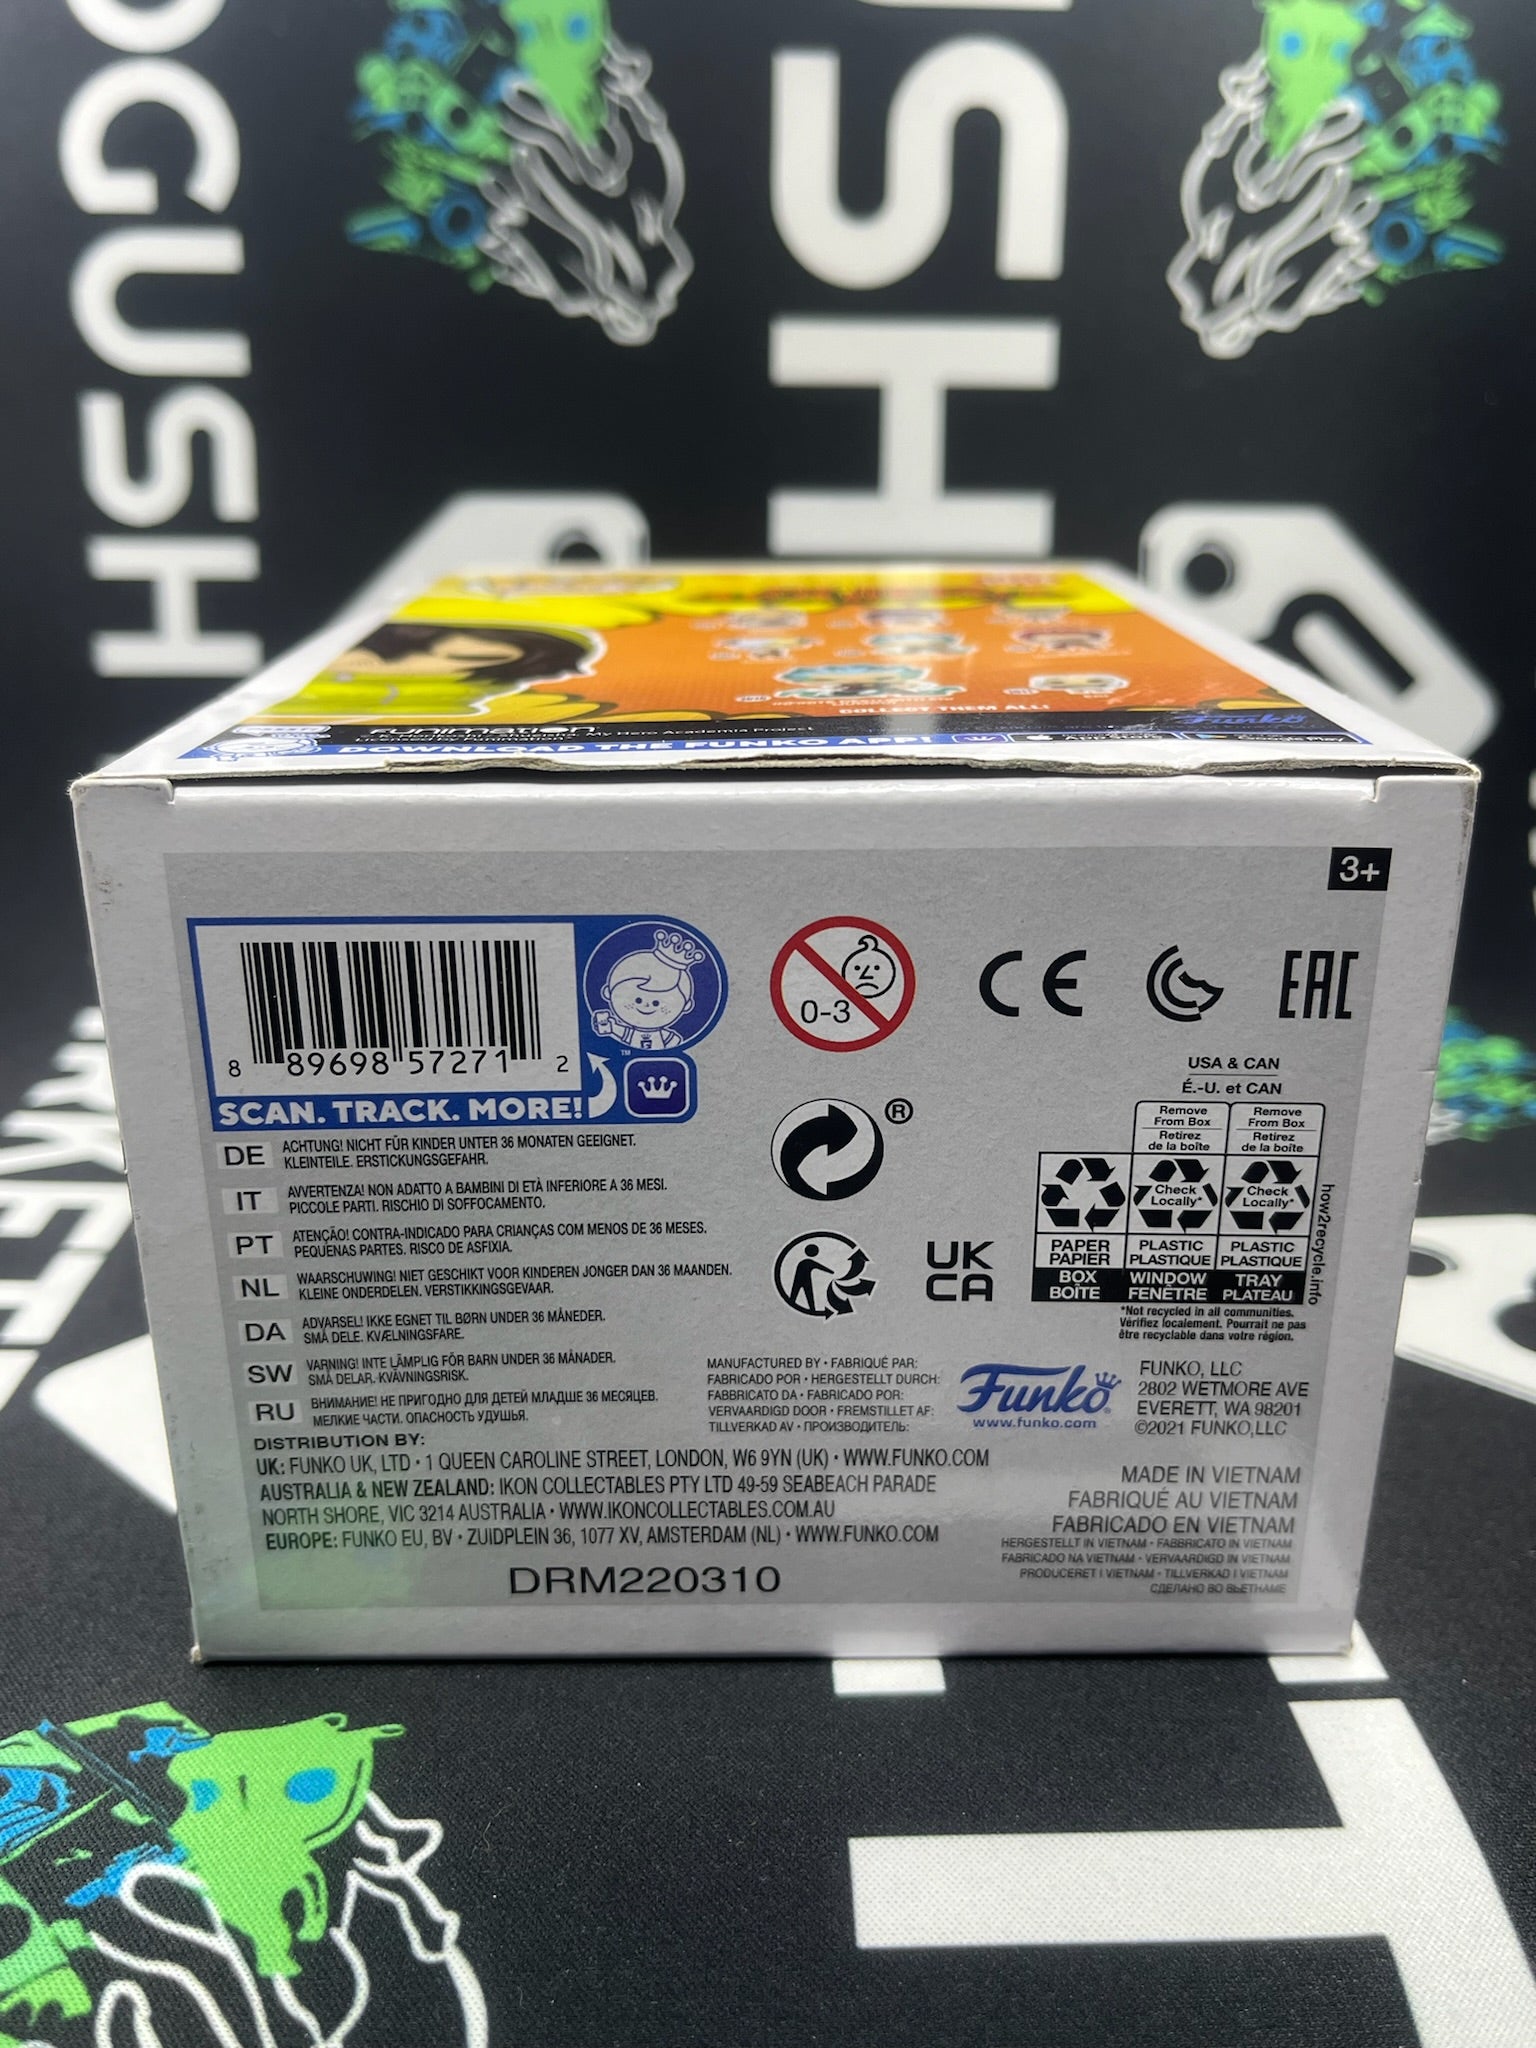 OGUSH
SH
My Hero Academia Project
COLLECT THEM ALL!
Funimation
Funko
DOWNLOAD THE FUNKO APP!
3+
8 89698 57271 2
SCAN. TRACK. MORE!
TM
0-3
CE
EAC
USA & CAN
É.-U. et CAN
Remove From Box
Retirez de la boîte
Remove From Box
Retirez de la boîte
Check Locally*
Check Locally*
PAPER
PAPIER
BOX
BOÎTE
PLASTIC
PLASTIQUE
WINDOW
FENÊTRE
PLASTIC
PLASTIQUE
TRAY
PLATEAU
how2recycle.info
*Not recycled in all communities.
Vérifiez localement. Pourrait ne pas
être recyclable dans votre région.
®
UK
CA
DE ACHTUNG! NICHT FÜR KINDER UNTER 36 MONATEN GEEIGNET.
KLEINTEILE. ERSTICKUNGSGEFAHR.
IT AVVERTENZA! NON ADATTO A BAMBINI DI ETÀ INFERIORE A 36 MESI.
PICCOLE PARTI. RISCHIO DI SOFFOCAMENTO.
PT ATENÇÃO! CONTRA-INDICADO PARA CRIANÇAS COM MENOS DE 36 MESES.
PEQUENAS PARTES. RISCO DE ASFIXIA.
NL WAARSCHUWING! NIET GESCHIKT VOOR KINDEREN JONGER DAN 36 MAANDEN.
KLEINE ONDERDELEN. VERSTIKKINGSGEVAAR.
DA ADVARSEL! IKKE EGNET TIL BØRN UNDER 36 MÅNEDER.
SMÅ DELE. KVÆLNINGSFARE.
SW VARNING! INTE LÄMPLIG FÖR BARN UNDER 36 MÅNADER.
SMÅ DELAR. KVÄVNINGSRISK.
RU ВНИМАНИЕ! НЕ ПРИГОДНО ДЛЯ ДЕТЕЙ МЛАДШЕ 36 МЕСЯЦЕВ.
МЕЛКИЕ ЧАСТИ. ОПАСНОСТЬ УДУШЬЯ.
MANUFACTURED BY • FABRIQUÉ PAR:
FABRICADO POR • HERGESTELLT DURCH:
FABBRICATO DA • FABRICADO POR:
VERVAARDIGD DOOR • FREMSTILLET AF:
TILLVERKAD AV • ПРОИЗВОДИТЕЛЬ:
Funko®
www.funko.com
FUNKO, LLC
2802 WETMORE AVE
EVERETT, WA 98201
©2021 FUNKO,LLC
DISTRIBUTION BY:
UK: FUNKO UK, LTD • 1 QUEEN CAROLINE STREET, LONDON, W6 9YN (UK) • WWW.FUNKO.COM
AUSTRALIA & NEW ZEALAND: IKON COLLECTABLES PTY LTD 49-59 SEABEACH PARADE
NORTH SHORE, VIC 3214 AUSTRALIA • WWW.IKONCOLLECTABLES.COM.AU
EUROPE: FUNKO EU, BV • ZUIDPLEIN 36, 1077 XV, AMSTERDAM (NL) • WWW.FUNKO.COM
DRM220310
MADE IN VIETNAM
FABRIQUÉ AU VIETNAM
FABRICADO EN VIETNAM
HERGESTELLT IN VIETNAM • FABBRICATO IN VIETNAM
FABRICADO NA VIETNAM • VERVAARDIGD IN VIETNAM
PRODUCERET I VIETNAM • TILLVERKAD I VIETNAM
СДЕЛАНО ВО ВЬЕТНАМЕ